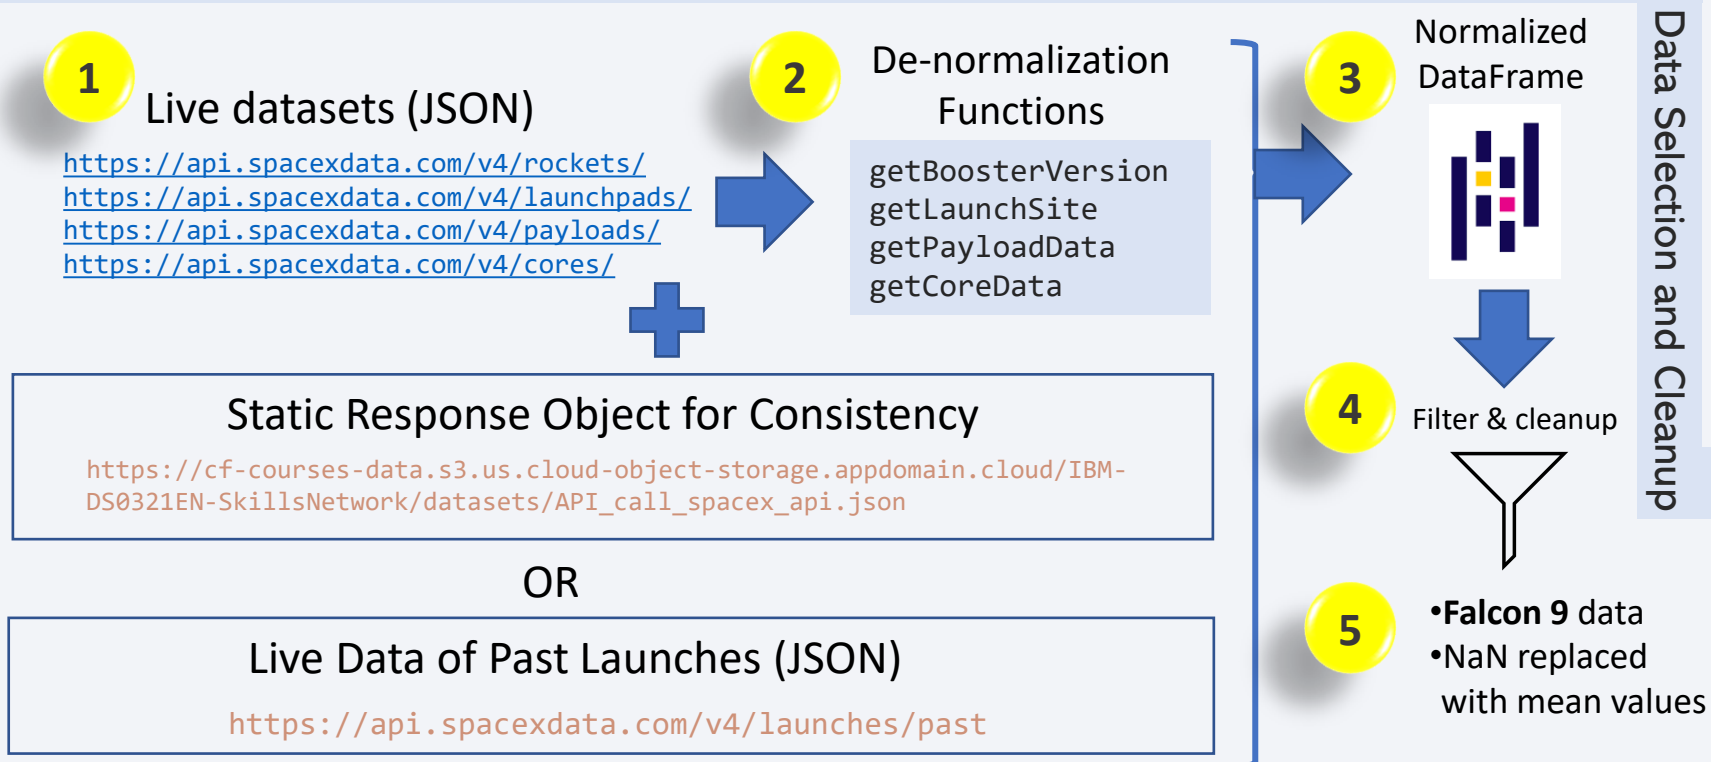 1
Live datasets (JSON)
https://api.spacexdata.com/v4/rockets/
https://api.spacexdata.com/v4/launchpads/
https://api.spacexdata.com/v4/payloads/
https://api.spacexdata.com/v4/cores/
2
De-normalization
Functions
getBoosterVersion
getLaunchSite
getPayloadData
getCoreData
Static Response Object for Consistency
https://cf-courses-data.s3.us.cloud-object-storage.appdomain.cloud/IBM-
DS0321EN-SkillsNetwork/datasets/API_call_spacex_api.json
OR
Live Data of Past Launches (JSON)
https://api.spacexdata.com/v4/launches/past
3
Normalized
DataFrame
4
Filter & cleanup
5
•Falcon 9 data
•NaN replaced
with mean values
Data Selection and Cleanup